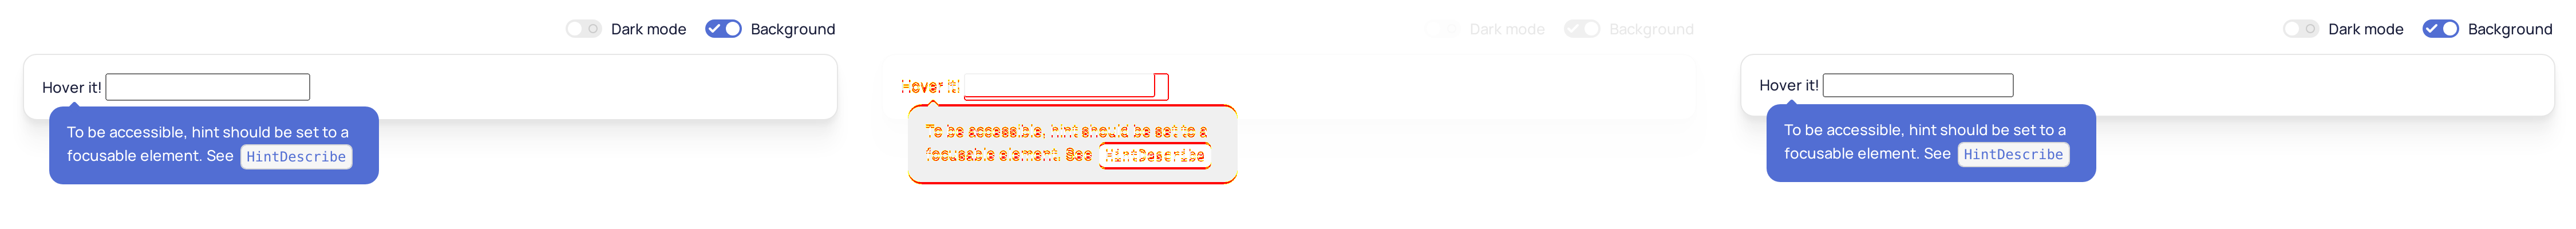 Dark mode Background
Hover it!
To be accessible, hint should be set to a
focusable element. See HintDescribe
Dark mode Background
Hover it!
To be accessible, hint should be set to a
focusable element. See HintDescribe
Dark mode Background
Hover it!
To be accessible, hint should be set to a
focusable element. See HintDescribe